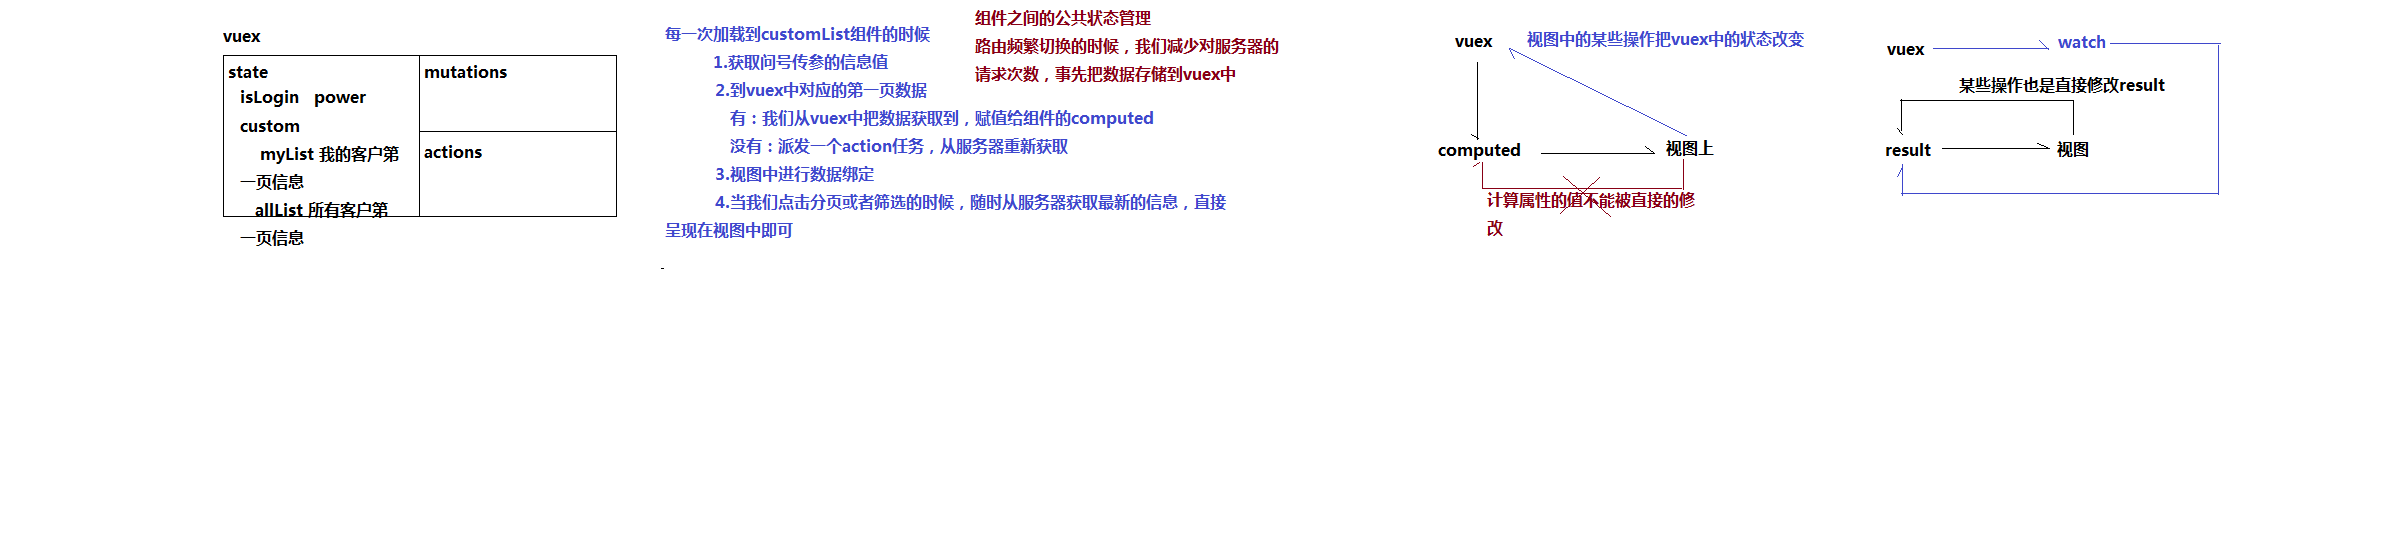 vuex
state
isLogin power
custom
myList 我的客户第
一页信息
allList 所有客户第
一页信息
mutations
actions
每一次加载到customList组件的时候
1.获取问号传参的信息值
2.到vuex中对应的第一页数据
有：我们从vuex中把数据获取到，赋值给组件的computed
没有：派发一个action任务，从服务器重新获取
3.视图中进行数据绑定
4.当我们点击分页或者筛选的时候，随时从服务器获取最新的信息，直接
呈现在视图中即可
组件之间的公共状态管理
路由频繁切换的时候，我们减少对服务器的
请求次数，事先把数据存储到vuex中
vuex
视图中的某些操作把vuex中的状态改变
computed
视图上
计算属性的值不能被直接的修
改
vuex
watch
某些操作也是直接修改result
result
视图